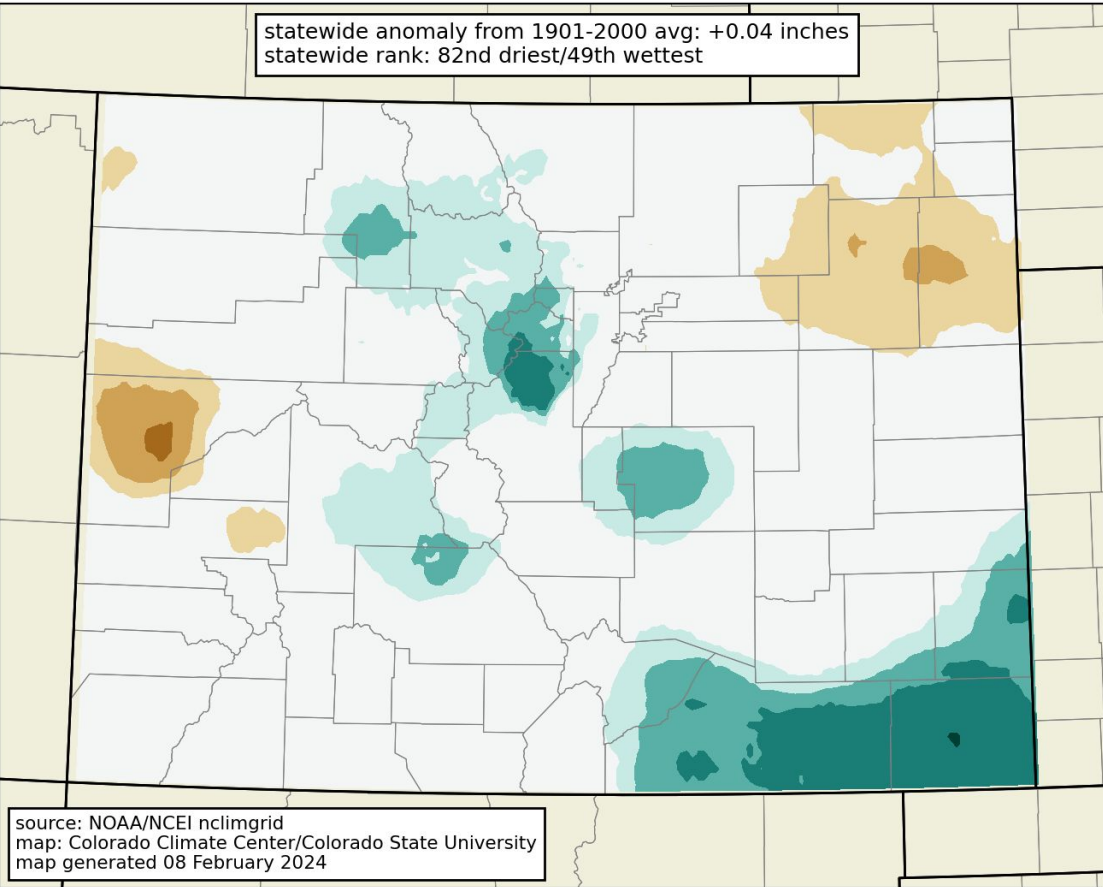 statewide anomaly from 1901-2000 avg: +0.04 inches
statewide rank: 82nd driest/49th wettest
source: NOAA/NCEI nclimgrid
map: Colorado Climate Center/Colorado State University
map generated 08 February 2024